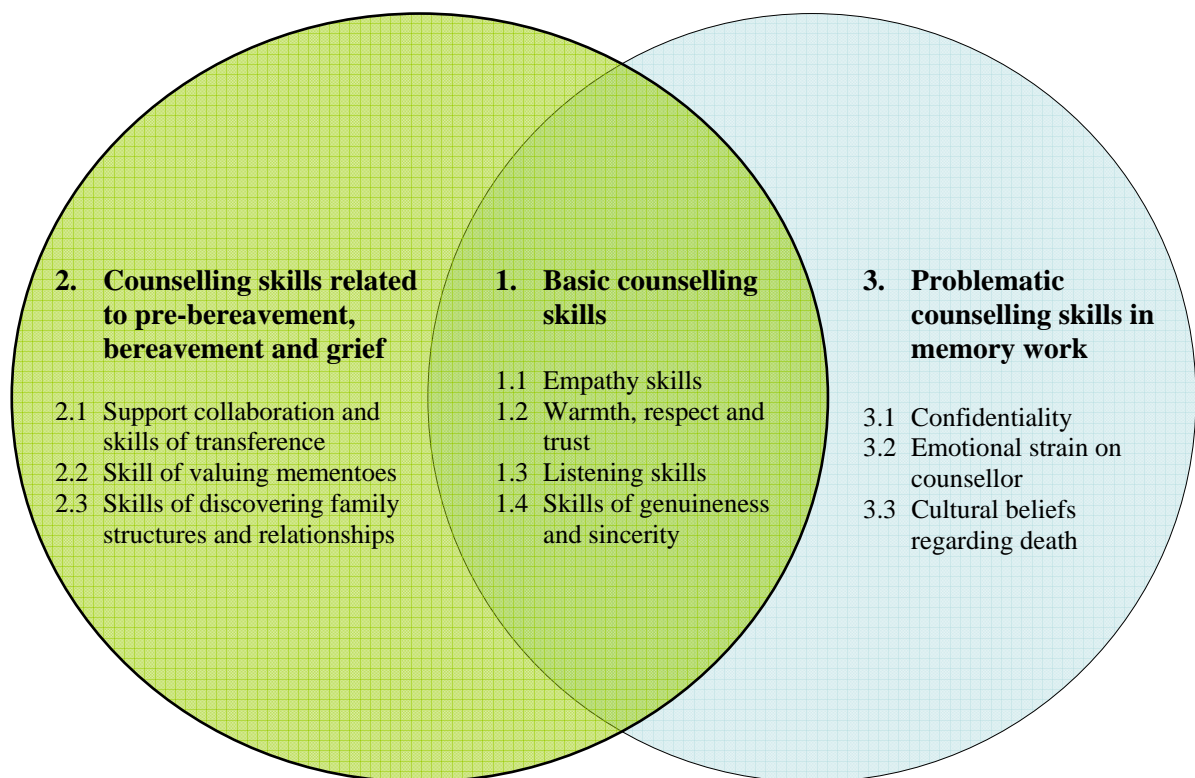 2. Counselling skills related
to pre-bereavement,
bereavement and grief
2.1 Support collaboration and
skills of transference
2.2 Skill of valuing mementoes
2.3 Skills of discovering family
structures and relationships
1. Basic counselling
skills
1.1 Empathy skills
1.2 Warmth, respect and
trust
1.3 Listening skills
1.4 Skills of genuineness
and sincerity
3. Problematic
counselling skills in
memory work
3.1 Confidentiality
3.2 Emotional strain on
counsellor
3.3 Cultural beliefs
regarding death